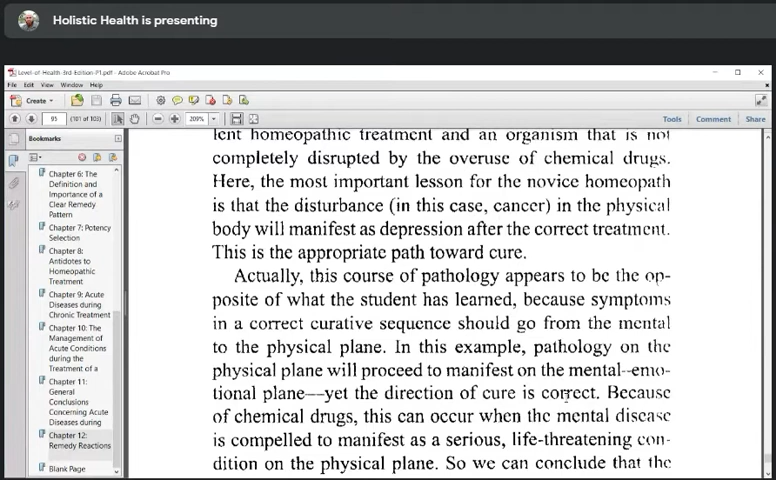 Holistic Health is presenting
Level-of-Health-3rd-Edition-P1.pdf - Adobe Acrobat Pro
File Edit View Window Help
Create
95 (101 of 103) 209%
Tools Comment Share
Bookmarks
Chapter 6: The
Definition and
Importance of a
Clear Remedy
Pattern
Chapter 7: Potency
Selection
Chapter 8:
Antidotes to
Homeopathic
Treatment
Chapter 9: Acute
Diseases during
Chronic Treatment
Chapter 10: The
Management of
Acute Conditions
during the
Treatment of a
Chapter 11:
General
Conclusions
Concerning Acute
Diseases during
Chapter 12:
Remedy Reactions
Blank Page
lent homeopathic treatment and an organism that is not
completely disrupted by the overuse of chemical drugs.
Here, the most important lesson for the novice homeopath
is that the disturbance (in this case, cancer) in the physical
body will manifest as depression after the correct treatment.
This is the appropriate path toward cure.
Actually, this course of pathology appears to be the op-
posite of what the student has learned, because symptoms
in a correct curative sequence should go from the mental
to the physical plane. In this example, pathology on the
physical plane will proceed to manifest on the mental--emo-
tional plane—yet the direction of cure is correct. Because
of chemical drugs, this can occur when the mental disease
is compelled to manifest as a serious, life-threatening con-
dition on the physical plane. So we can conclude that the